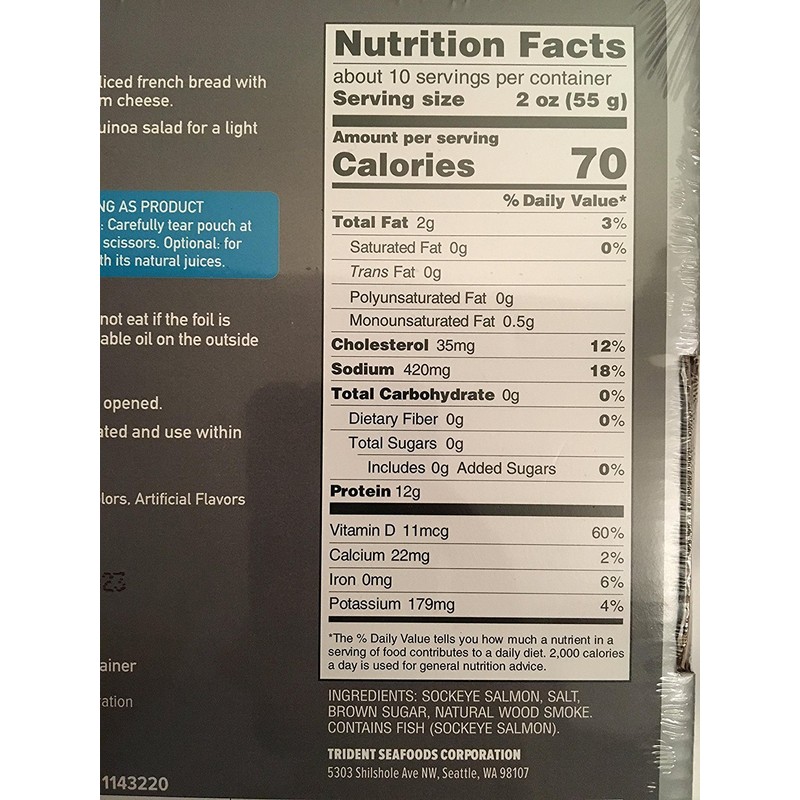 liced french bread with
m cheese.
uinoa salad for a light
NG AS PRODUCT
: Carefully tear pouch at
scissors. Optional: for
th its natural juices.
not eat if the foil is
able oil on the outside
opened.
ated and use within
lors, Artificial Flavors
23
ainer
ration
1143220
Nutrition Facts
about 10 servings per container
Serving size 2 oz (55 g)
Amount per serving
Calories 70
% Daily Value*
Total Fat 2g 3%
Saturated Fat 0g 0%
Trans Fat 0g
Polyunsaturated Fat 0g
Monounsaturated Fat 0.5g
Cholesterol 35mg 12%
Sodium 420mg 18%
Total Carbohydrate 0g 0%
Dietary Fiber 0g 0%
Total Sugars 0g
Includes 0g Added Sugars 0%
Protein 12g
Vitamin D 11mcg 60%
Calcium 22mg 2%
Iron 0mg 6%
Potassium 179mg 4%
*The % Daily Value tells you how much a nutrient in a
serving of food contributes to a daily diet. 2,000 calories
a day is used for general nutrition advice.
INGREDIENTS: SOCKEYE SALMON, SALT,
BROWN SUGAR, NATURAL WOOD SMOKE.
CONTAINS FISH (SOCKEYE SALMON).
TRIDENT SEAFOODS CORPORATION
5303 Shilshole Ave NW, Seattle, WA 98107